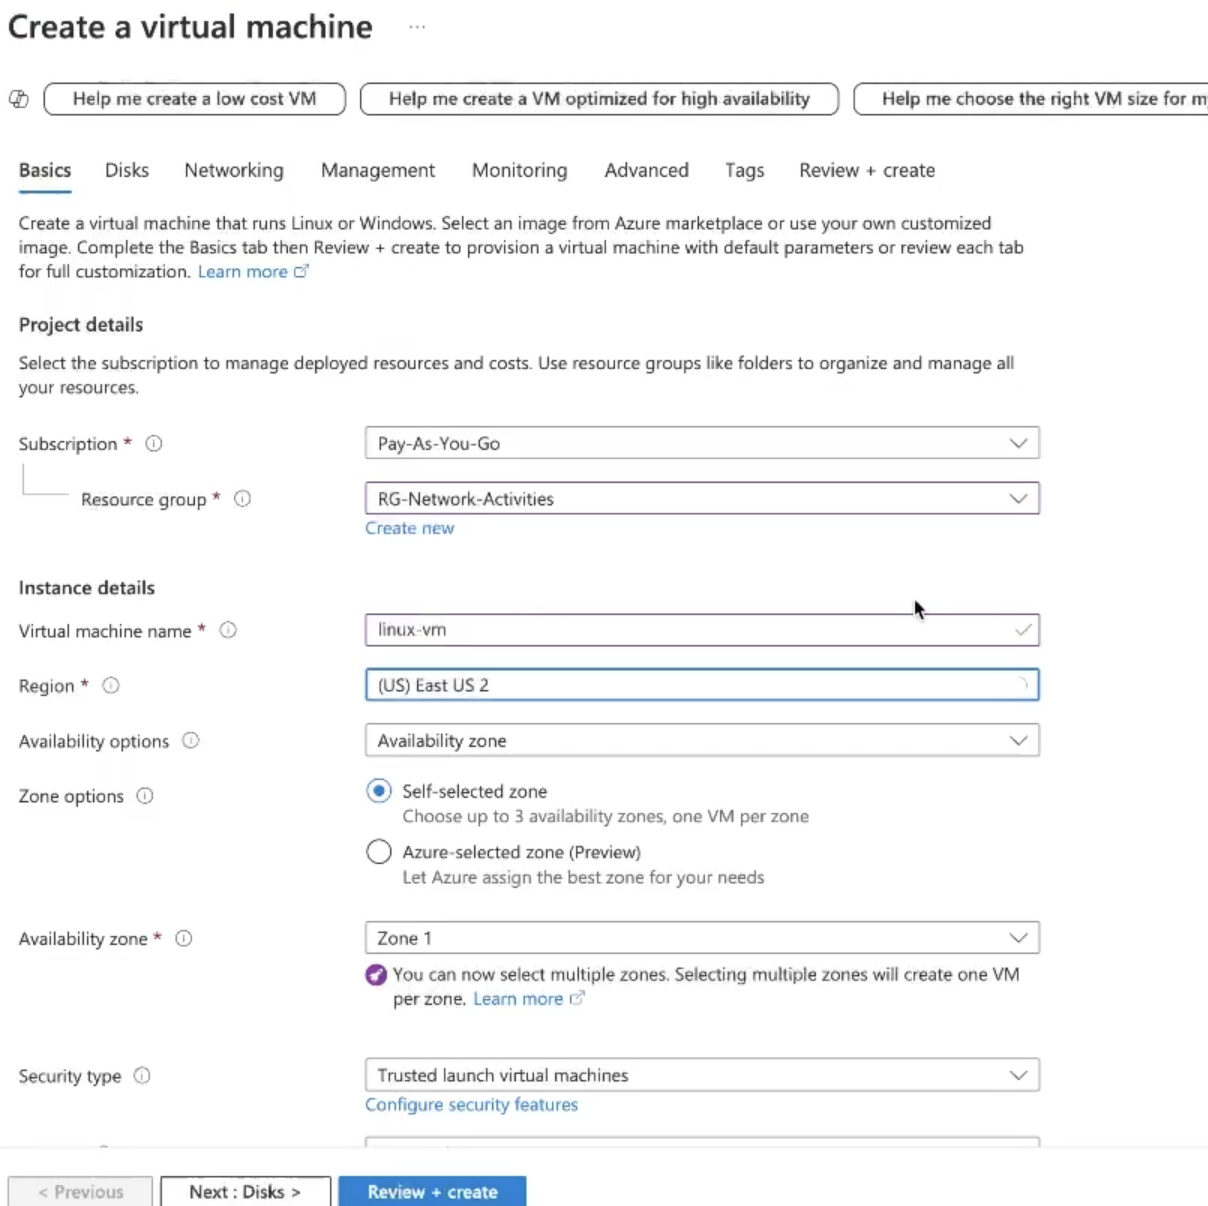 Create a virtual machine ...
Help me create a low cost VM
Help me create a VM optimized for high availability
Help me choose the right VM size for my
Basics Disks Networking Management Monitoring Advanced Tags Review + create
Create a virtual machine that runs Linux or Windows. Select an image from Azure marketplace or use your own customized
image. Complete the Basics tab then Review + create to provision a virtual machine with default parameters or review each tab
for full customization. Learn more
Project details
Select the subscription to manage deployed resources and costs. Use resource groups like folders to organize and manage all
your resources.
Subscription *
Pay-As-You-Go
Resource group *
RG-Network-Activities
Create new
Instance details
Virtual machine name *
linux-vm
Region *
(US) East US 2
Availability options
Availability zone
Zone options
Self-selected zone
Choose up to 3 availability zones, one VM per zone
Azure-selected zone (Preview)
Let Azure assign the best zone for your needs
Availability zone *
Zone 1
You can now select multiple zones. Selecting multiple zones will create one VM
per zone. Learn more
Security type
Trusted launch virtual machines
Configure security features
< Previous
Next : Disks >
Review + create